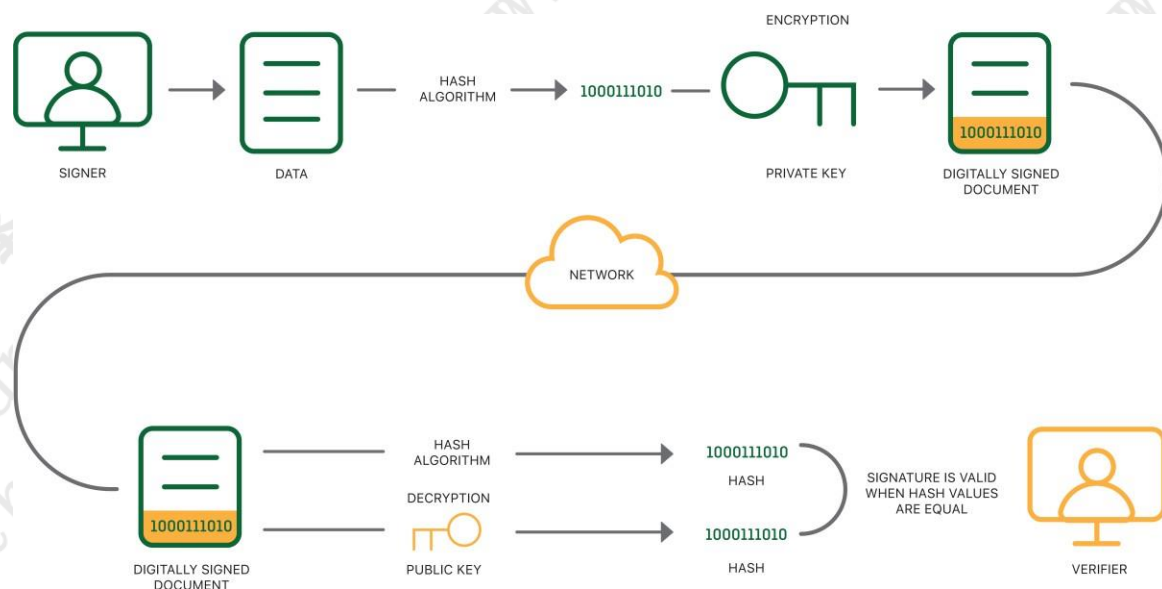 ENCRYPTION
HASH
ALGORITHM
1000111010
1000111010
SIGNER
DATA
PRIVATE KEY
DIGITALLY SIGNED
DOCUMENT
NETWORK
HASH
ALGORITHM
1000111010
HASH
SIGNATURE IS VALID
WHEN HASH VALUES
ARE EQUAL
DECRYPTION
1000111010
1000111010
PUBLIC KEY
HASH
VERIFIER
DIGITALLY SIGNED
DOCUMENT